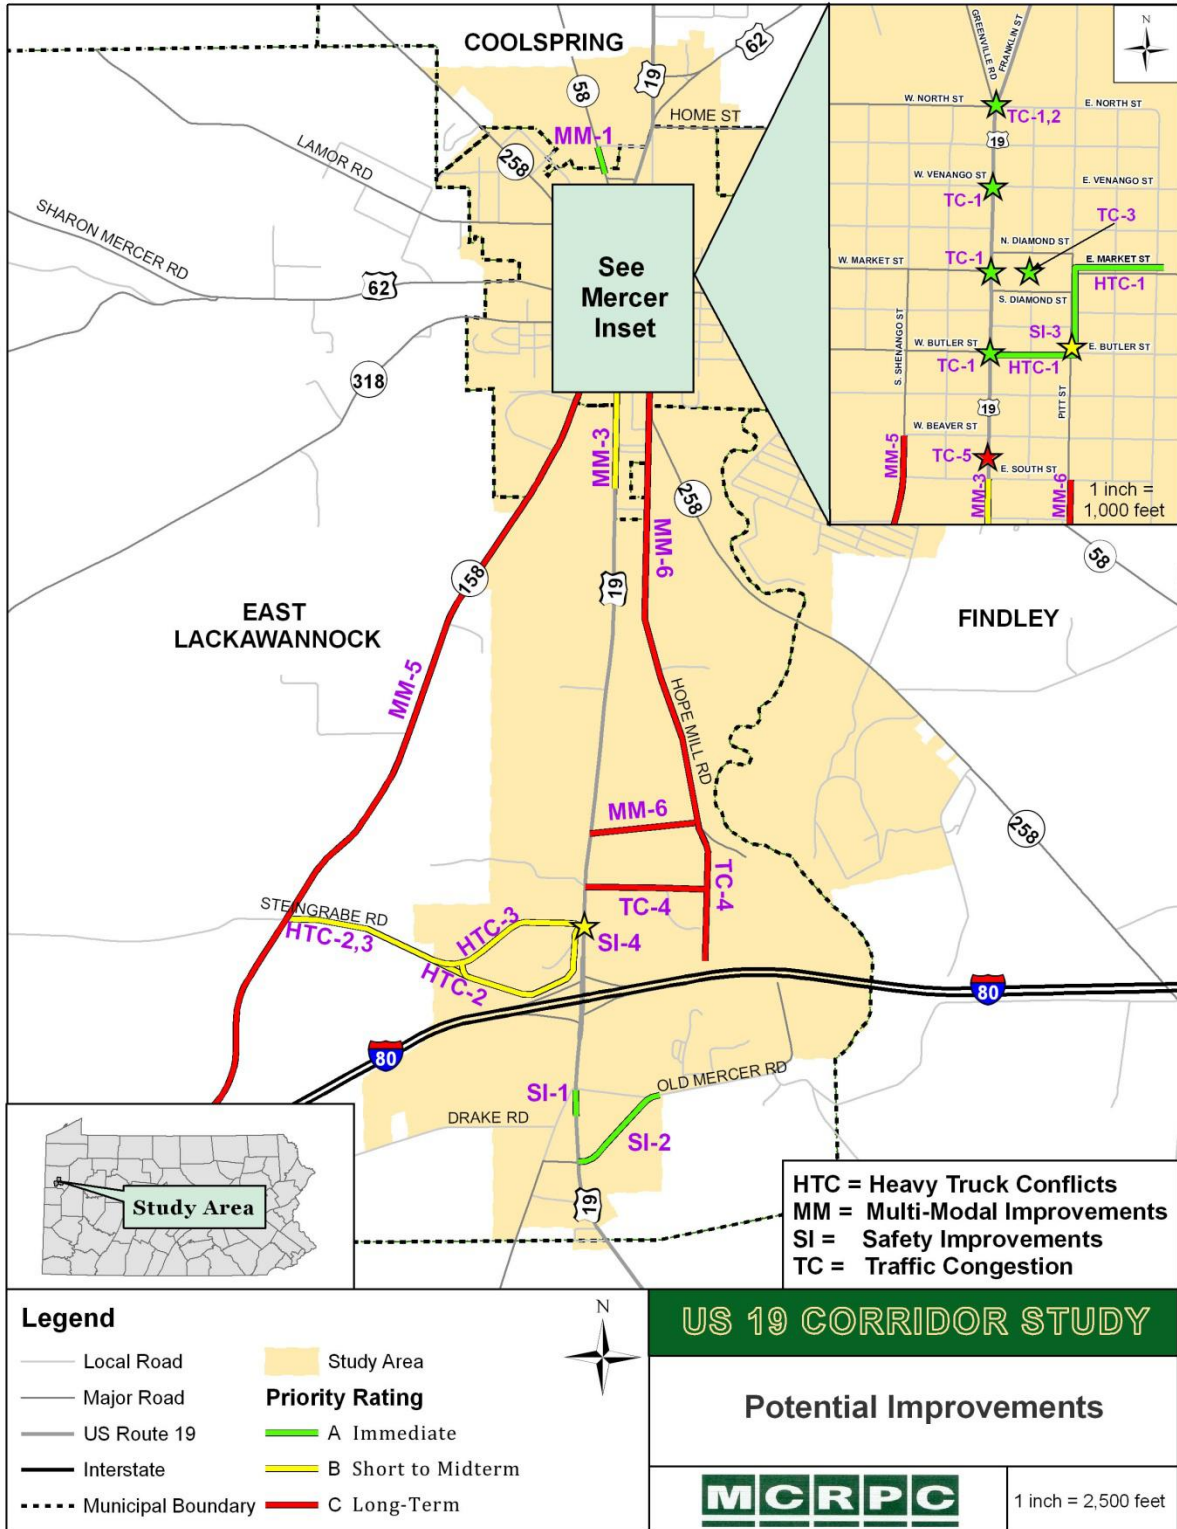 COOLSPRING
62
19
58
HOME ST
MM-1
258
LAMOR RD
SHARON MERCER RD
62
318
See
Mercer
Inset
MM-3
MM-6
258
19
158
EAST
LACKAWANNOCK
FINDLEY
58
MM-5
HOPE MILL RD
258
MM-6
TC-4
TC-4
STEINGRABE RD
HTC-2,3
HTC-3
HTC-2
SI-4
80
80
SI-1
OLD MERCER RD
DRAKE RD
SI-2
19
GREENVILLE RD
FRANKLIN ST
N
W. NORTH ST
E. NORTH ST
TC-1,2
19
W. VENANGO ST
E. VENANGO ST
TC-1
TC-3
N. DIAMOND ST
W. MARKET ST
TC-1
E. MARKET ST
HTC-1
S. DIAMOND ST
SI-3
S. SHENANGO ST
W. BUTLER ST
E. BUTLER ST
TC-1
HTC-1
PITT ST
19
W. BEAVER ST
MM-5
TC-5
E. SOUTH ST
MM-3
MM-6
1 inch =
1,000 feet
Study Area
HTC = Heavy Truck Conflicts
MM = Multi-Modal Improvements
SI = Safety Improvements
TC = Traffic Congestion
Legend
Local Road
Major Road
US Route 19
Interstate
Municipal Boundary
Study Area
Priority Rating
A Immediate
B Short to Midterm
C Long-Term
N
US 19 CORRIDOR STUDY
Potential Improvements
MCRPC
1 inch = 2,500 feet